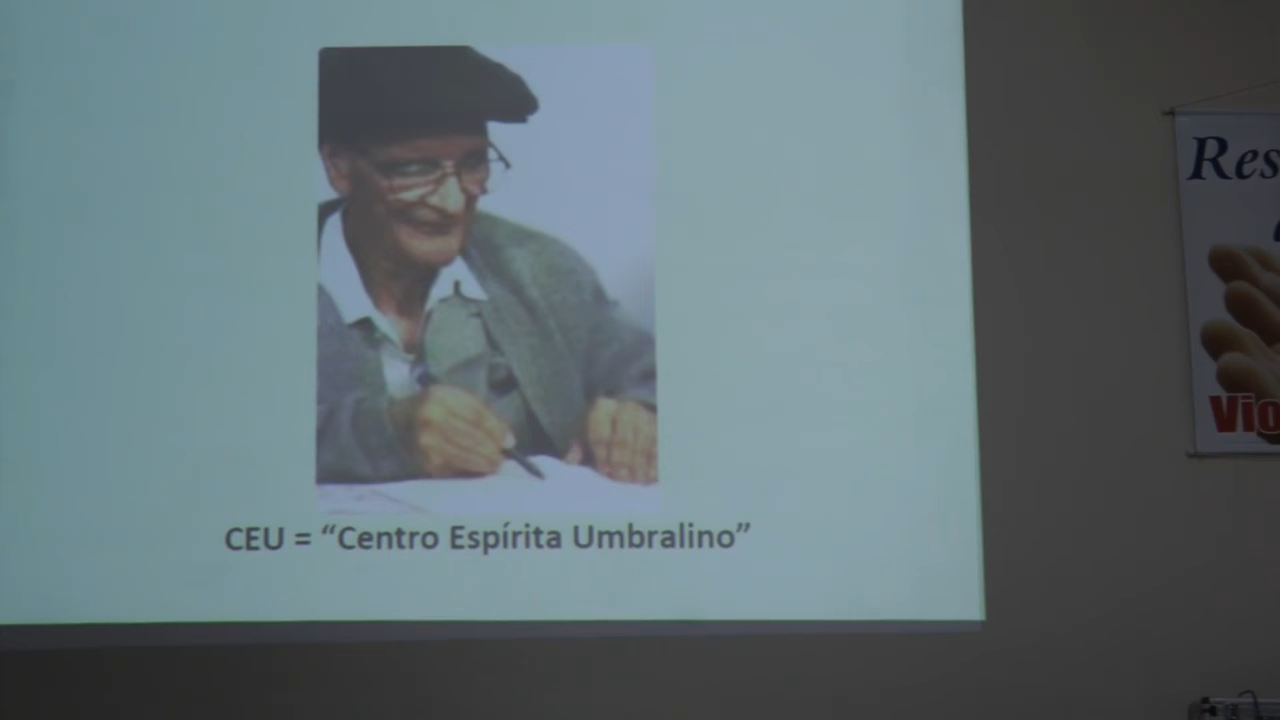 CEU = “Centro Espírita Umbralino”
Res
Vio